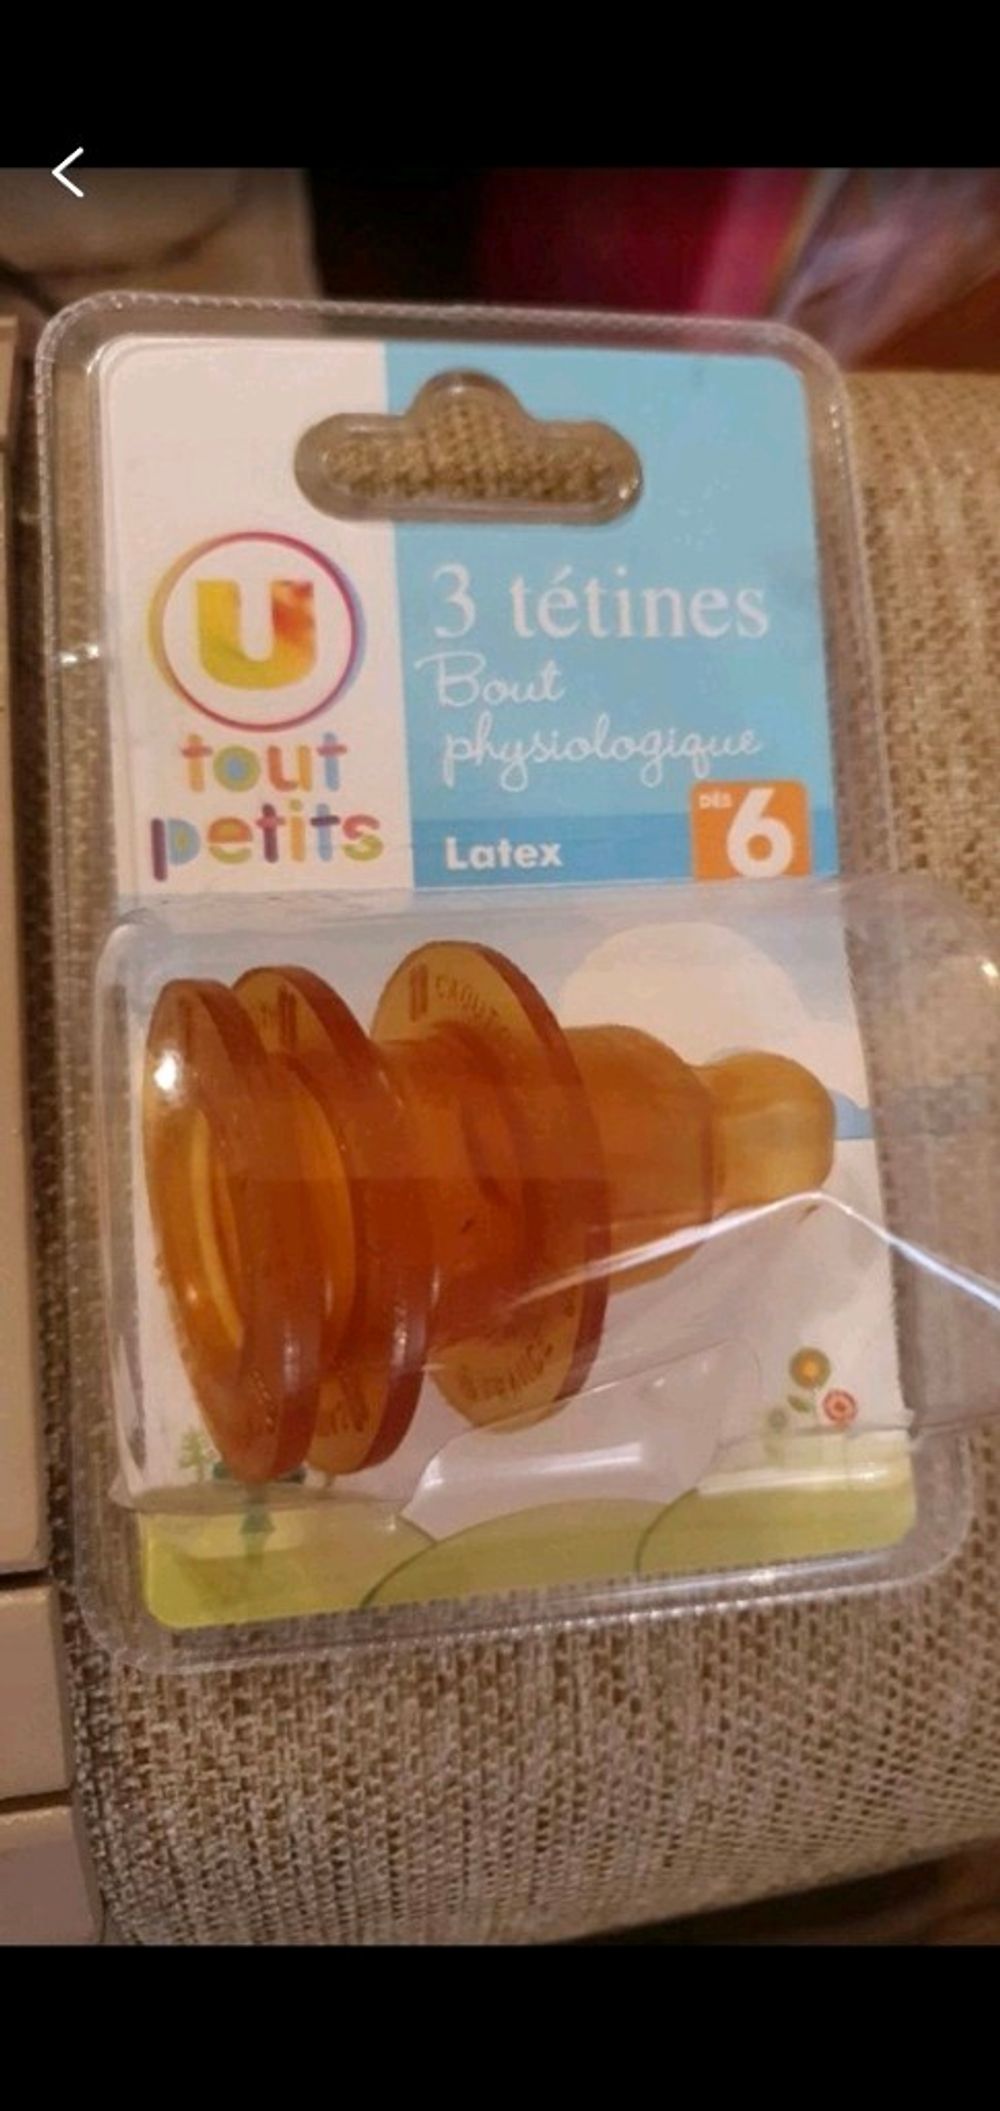 U
tout
petits
3 tétines
Bout
physiologique
Latex
DÈS
6